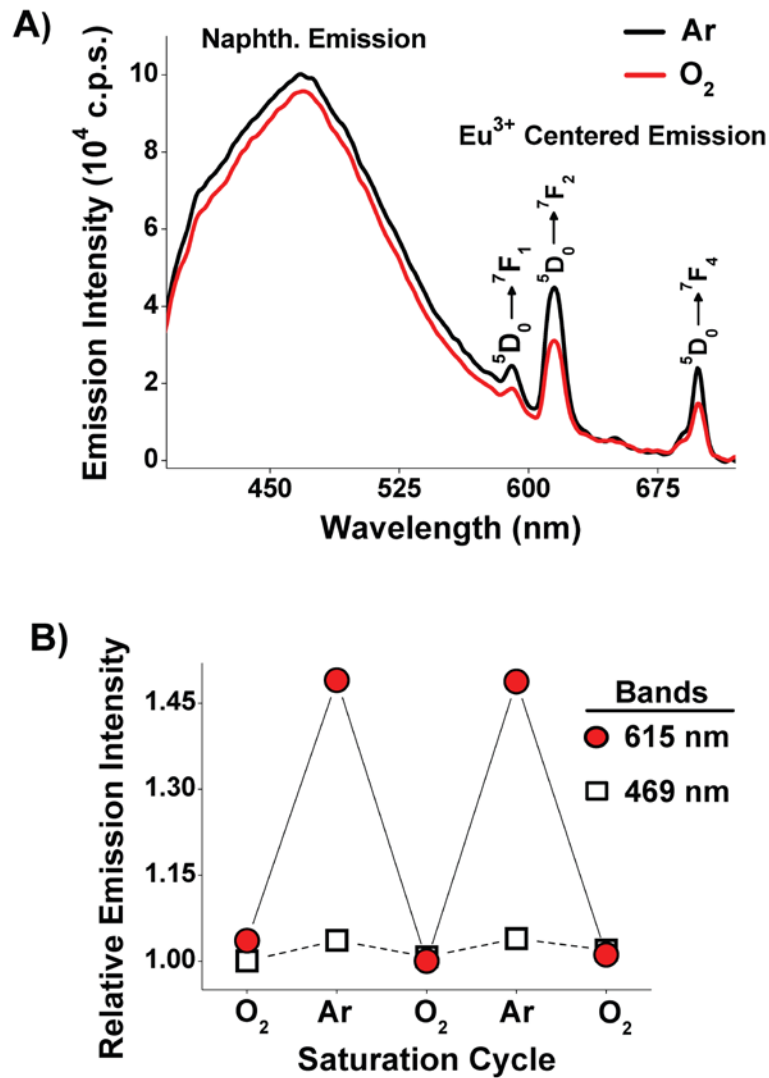 A)
Naphth. Emission
Ar
O₂
Eu³⁺ Centered Emission
⁵D₀ → ⁷F₁
⁵D₀ → ⁷F₂
⁵D₀ → ⁷F₄
Emission Intensity (10⁴ c.p.s.)
10
8
6
4
2
0
450 525 600 675
Wavelength (nm)
B)
Relative Emission Intensity
1.45
1.30
1.15
1.00
Bands
615 nm
469 nm
O₂ Ar O₂ Ar O₂
Saturation Cycle